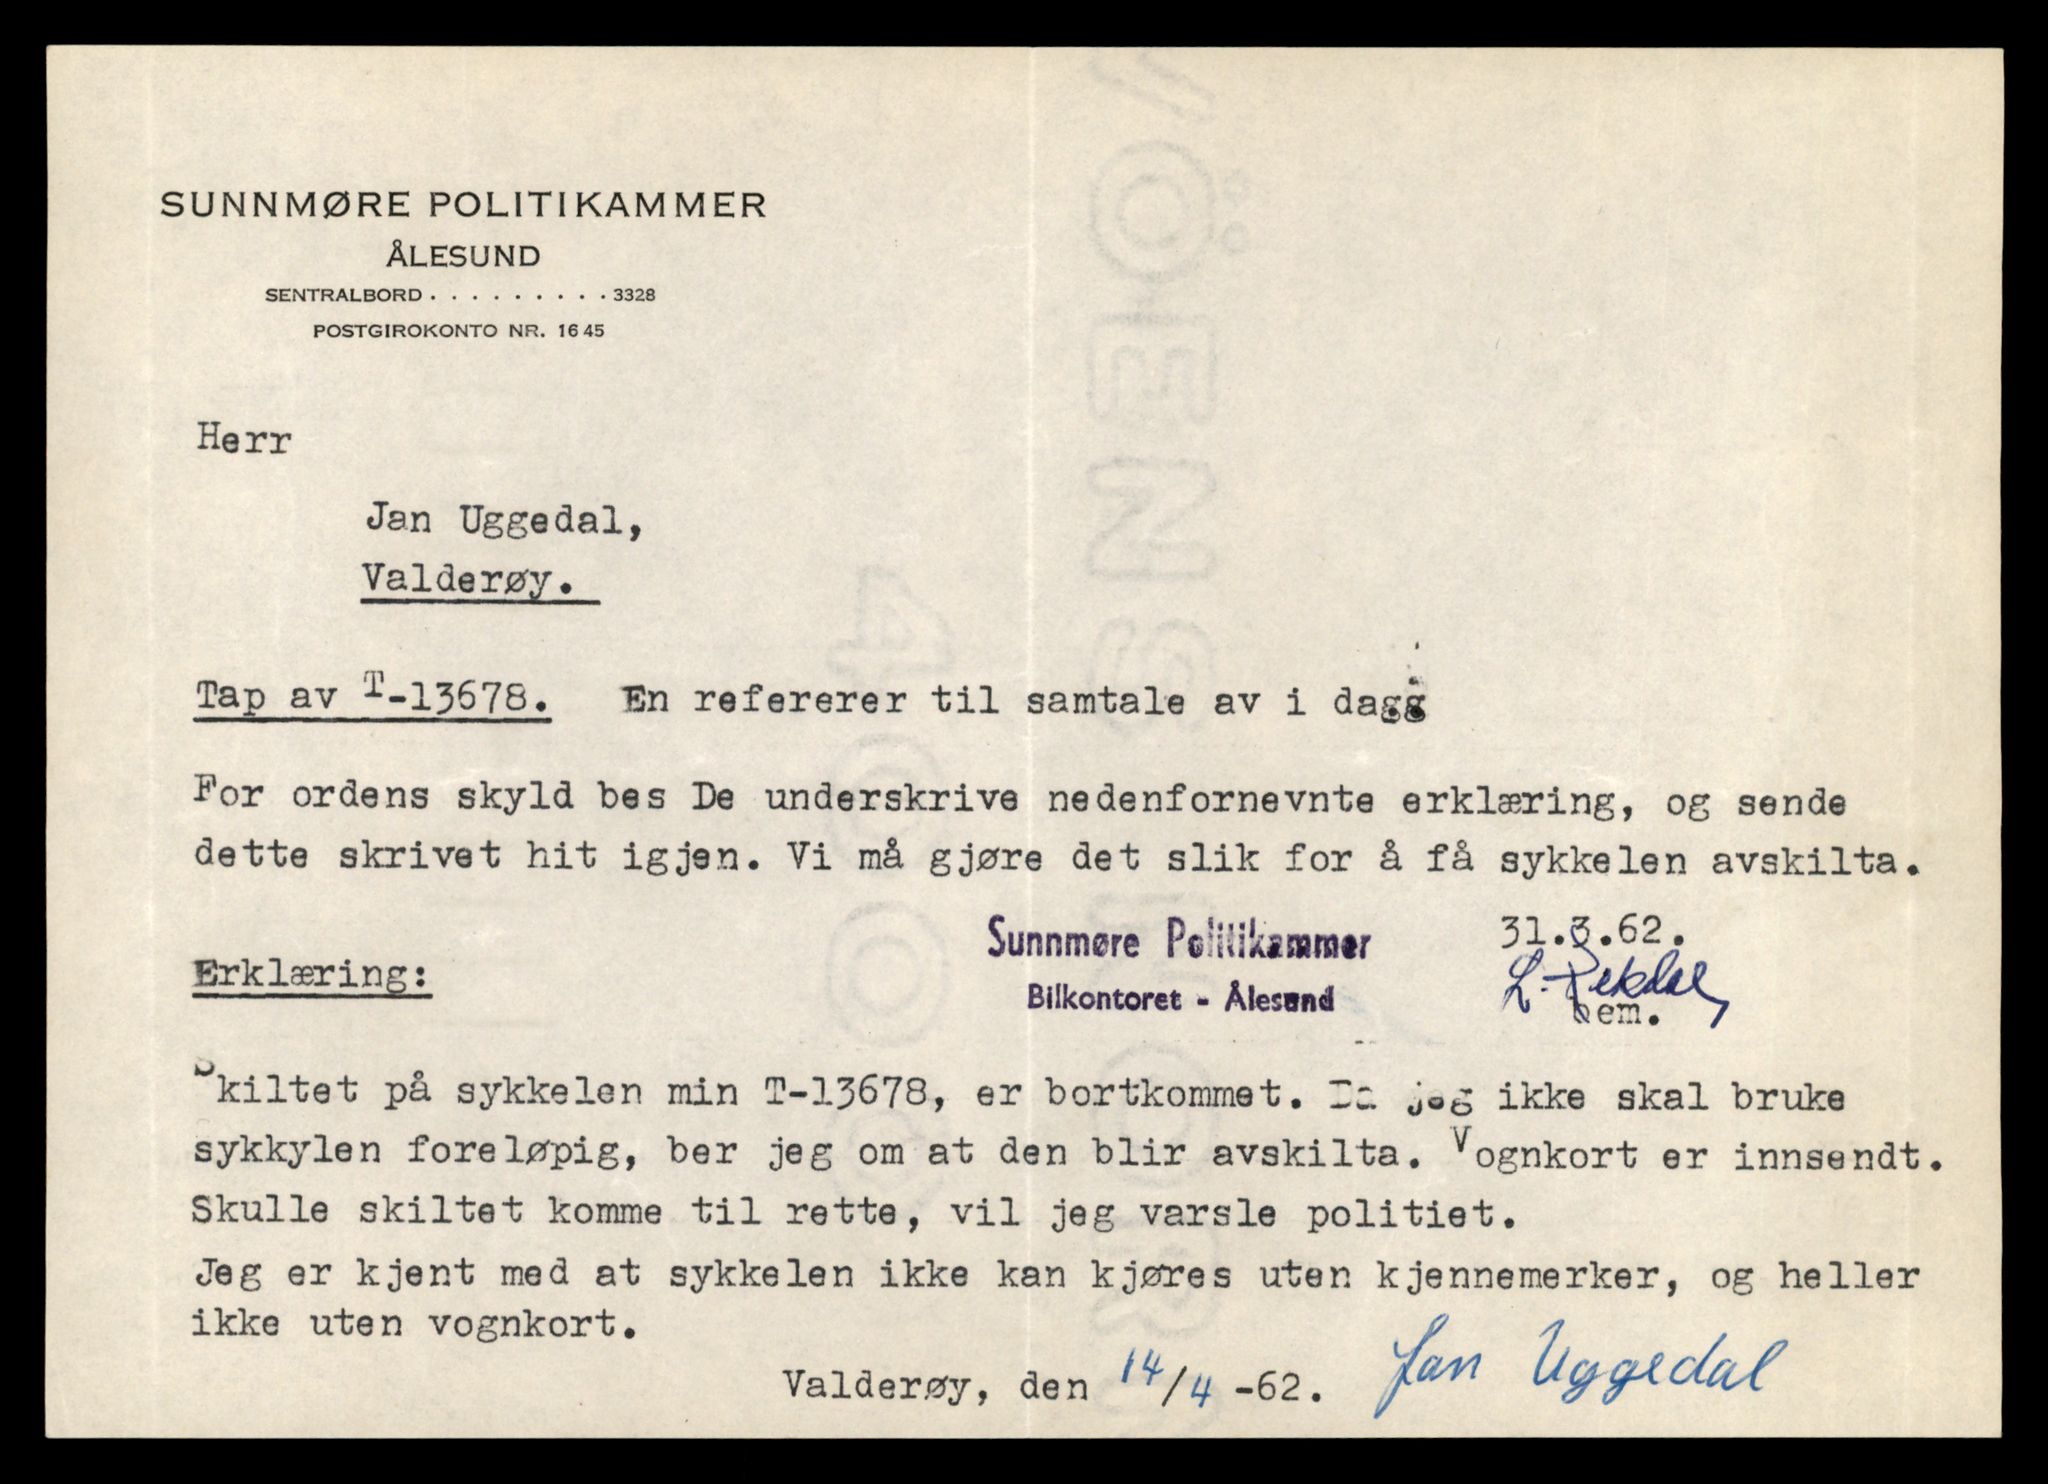 SUNNMØRE POLITIKAMMER
ÅLESUND
SENTRALBORD . . . . . . . . . 3328
POSTGIROKONTO NR. 1645
Herr
Jan Uggedal,
Valderøy.
Tap av T-13678. En refererer til samtale av i dagg
For ordens skyld bes De underskrive nedenfornevnte erklæring, og sende
dette skrivet hit igjen. Vi må gjøre det slik for å få sykkelen avskilta.
Sunnmøre Politikammer 31.3.62.
Erklæring:
Bilkontoret - Ålesund
bem.
Skiltet på sykkelen min T-13678, er bortkommet. Da jeg ikke skal bruke
sykkylen foreløpig, ber jeg om at den blir avskilta. Vognkort er innsendt.
Skulle skiltet komme til rette, vil jeg varsle politiet.
Jeg er kjent med at sykkelen ikke kan kjøres uten kjennemerker, og heller
ikke uten vognkort.
Valderøy, den 14/4 -62. Jan Uggedal